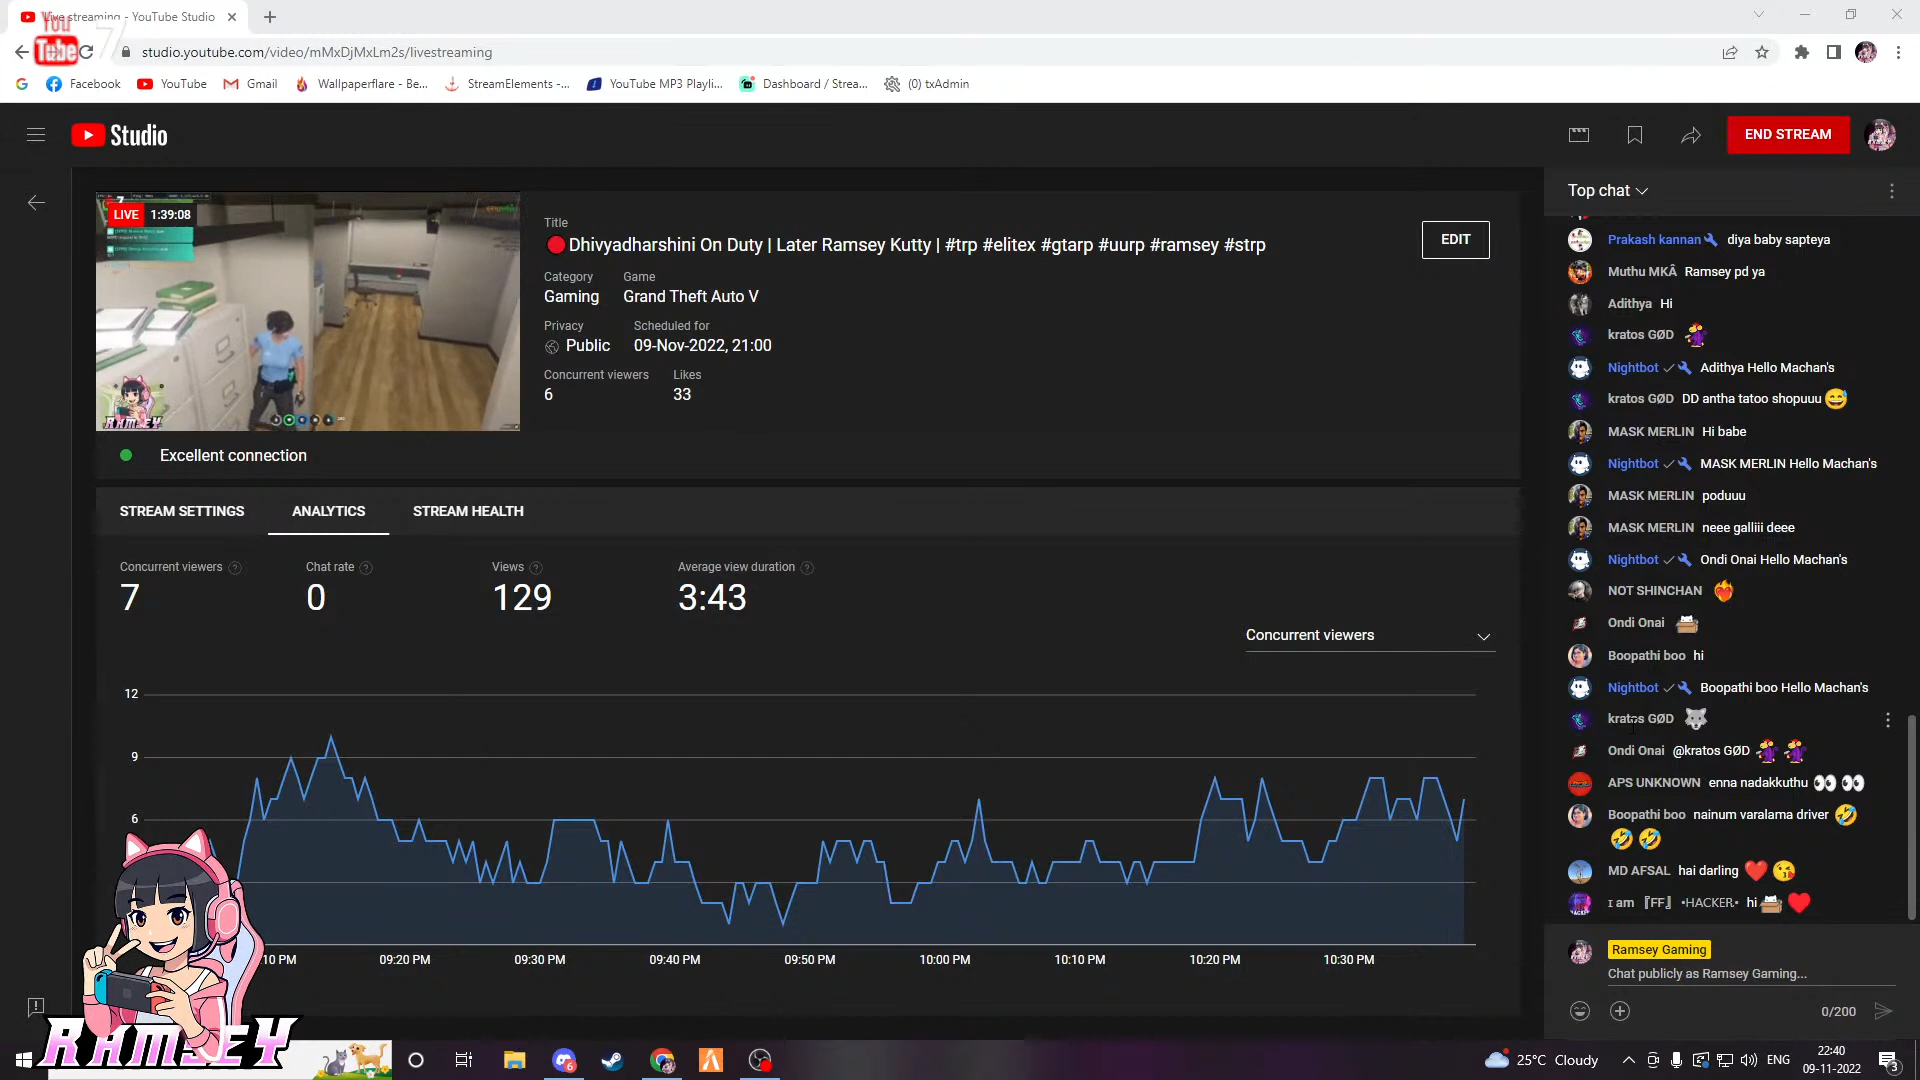 Live streaming - YouTube Studio
You
Tube
7
studio.youtube.com/video/mMxDjMxLm2s/livestreaming
Facebook
YouTube
Gmail
Wallpaperflare - Be...
StreamElements -...
YouTube MP3 Playli...
Dashboard / Strea...
(0) txAdmin
Studio
END STREAM
LIVE 1:39:08
RAMSEY
Title
Dhivyadharshini On Duty | Later Ramsey Kutty | #trp #elitex #gtarp #uurp #ramsey #strp
EDIT
Category Game
Gaming Grand Theft Auto V
Privacy Scheduled for
Public 09-Nov-2022, 21:00
Concurrent viewers Likes
6 33
Excellent connection
STREAM SETTINGS ANALYTICS STREAM HEALTH
Concurrent viewers Chat rate Views Average view duration
7 0 129 3:43
Concurrent viewers
12
9
6
10 PM 09:20 PM 09:30 PM 09:40 PM 09:50 PM 10:00 PM 10:10 PM 10:20 PM 10:30 PM
Top chat
Prakash kannan diya baby sapteya
Muthu MKÂ Ramsey pd ya
Adithya Hi
kratos GØD
Nightbot Adithya Hello Machan's
kratos GØD DD antha tatoo shopuuu 😅
MASK MERLIN Hi babe
Nightbot MASK MERLIN Hello Machan's
MASK MERLIN poduuu
MASK MERLIN neee galliii deee
Nightbot Ondi Onai Hello Machan's
NOT SHINCHAN ❤️‍🔥
Ondi Onai
Boopathi boo hi
Nightbot Boopathi boo Hello Machan's
kratos GØD 🐺
Ondi Onai @kratos GØD
APS UNKNOWN enna nadakkuthu 👀 👀
Boopathi boo nainum varalama driver 🤣
🤣 🤣
MD AFSAL hai darling ❤️ 😘
ɪ am 『FF』 •HACKER• hi ❤️
Ramsey Gaming
Chat publicly as Ramsey Gaming...
0/200
RAMSEY
25°C Cloudy
ENG
22:40
09-11-2022
3